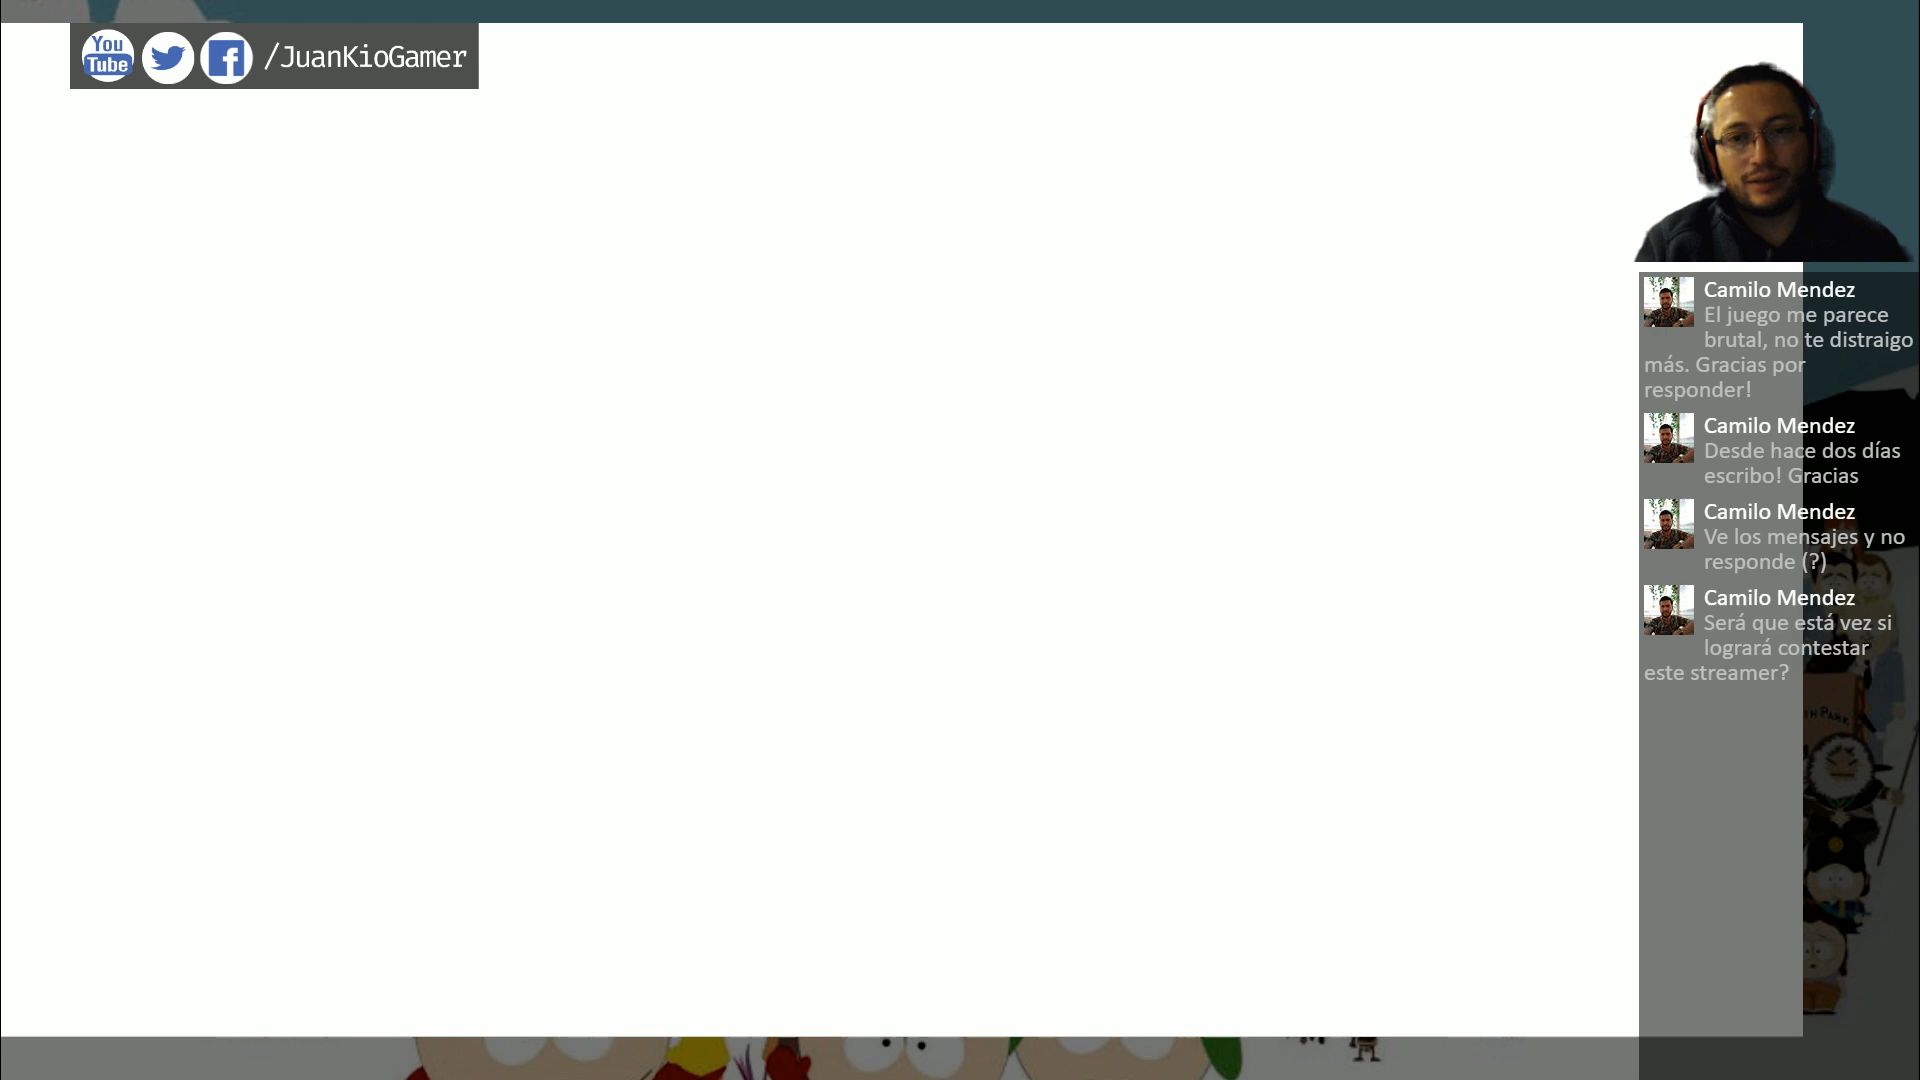 You
Tube
/JuanKioGamer
Camilo Mendez
El juego me parece
brutal, no te distraigo
más. Gracias por
responder!
Camilo Mendez
Desde hace dos días
escribo! Gracias
Camilo Mendez
Ve los mensajes y no
responde (?)
Camilo Mendez
Será que está vez si
logrará contestar
este streamer?
TH PARK